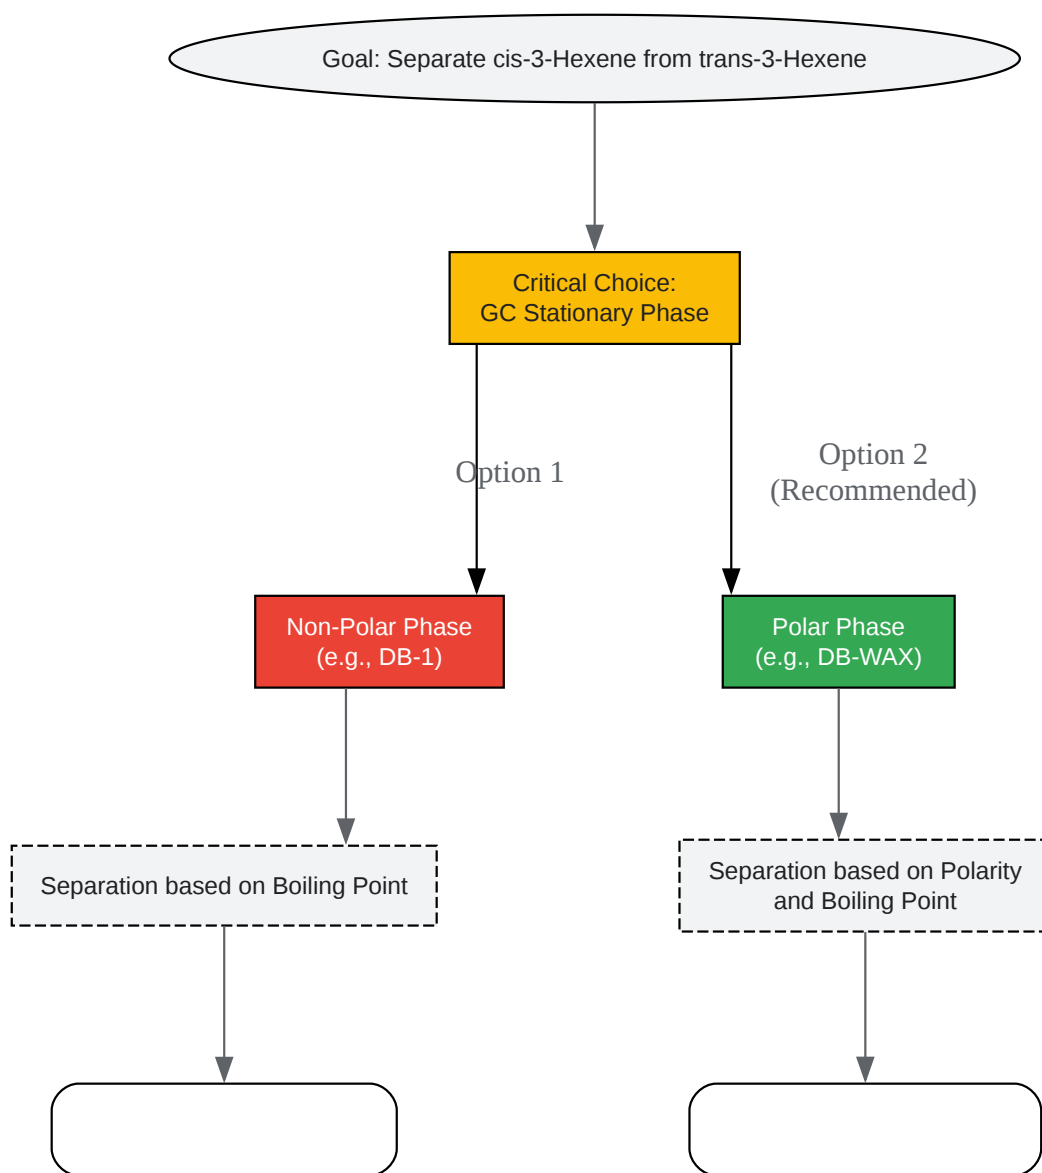 Goal: Separate cis-3-Hexene from trans-3-Hexene
Critical Choice:
GC Stationary Phase
Option 1
Option 2
(Recommended)
Non-Polar Phase
(e.g., DB-1)
Polar Phase
(e.g., DB-WAX)
Separation based on Boiling Point
Separation based on Polarity
and Boiling Point